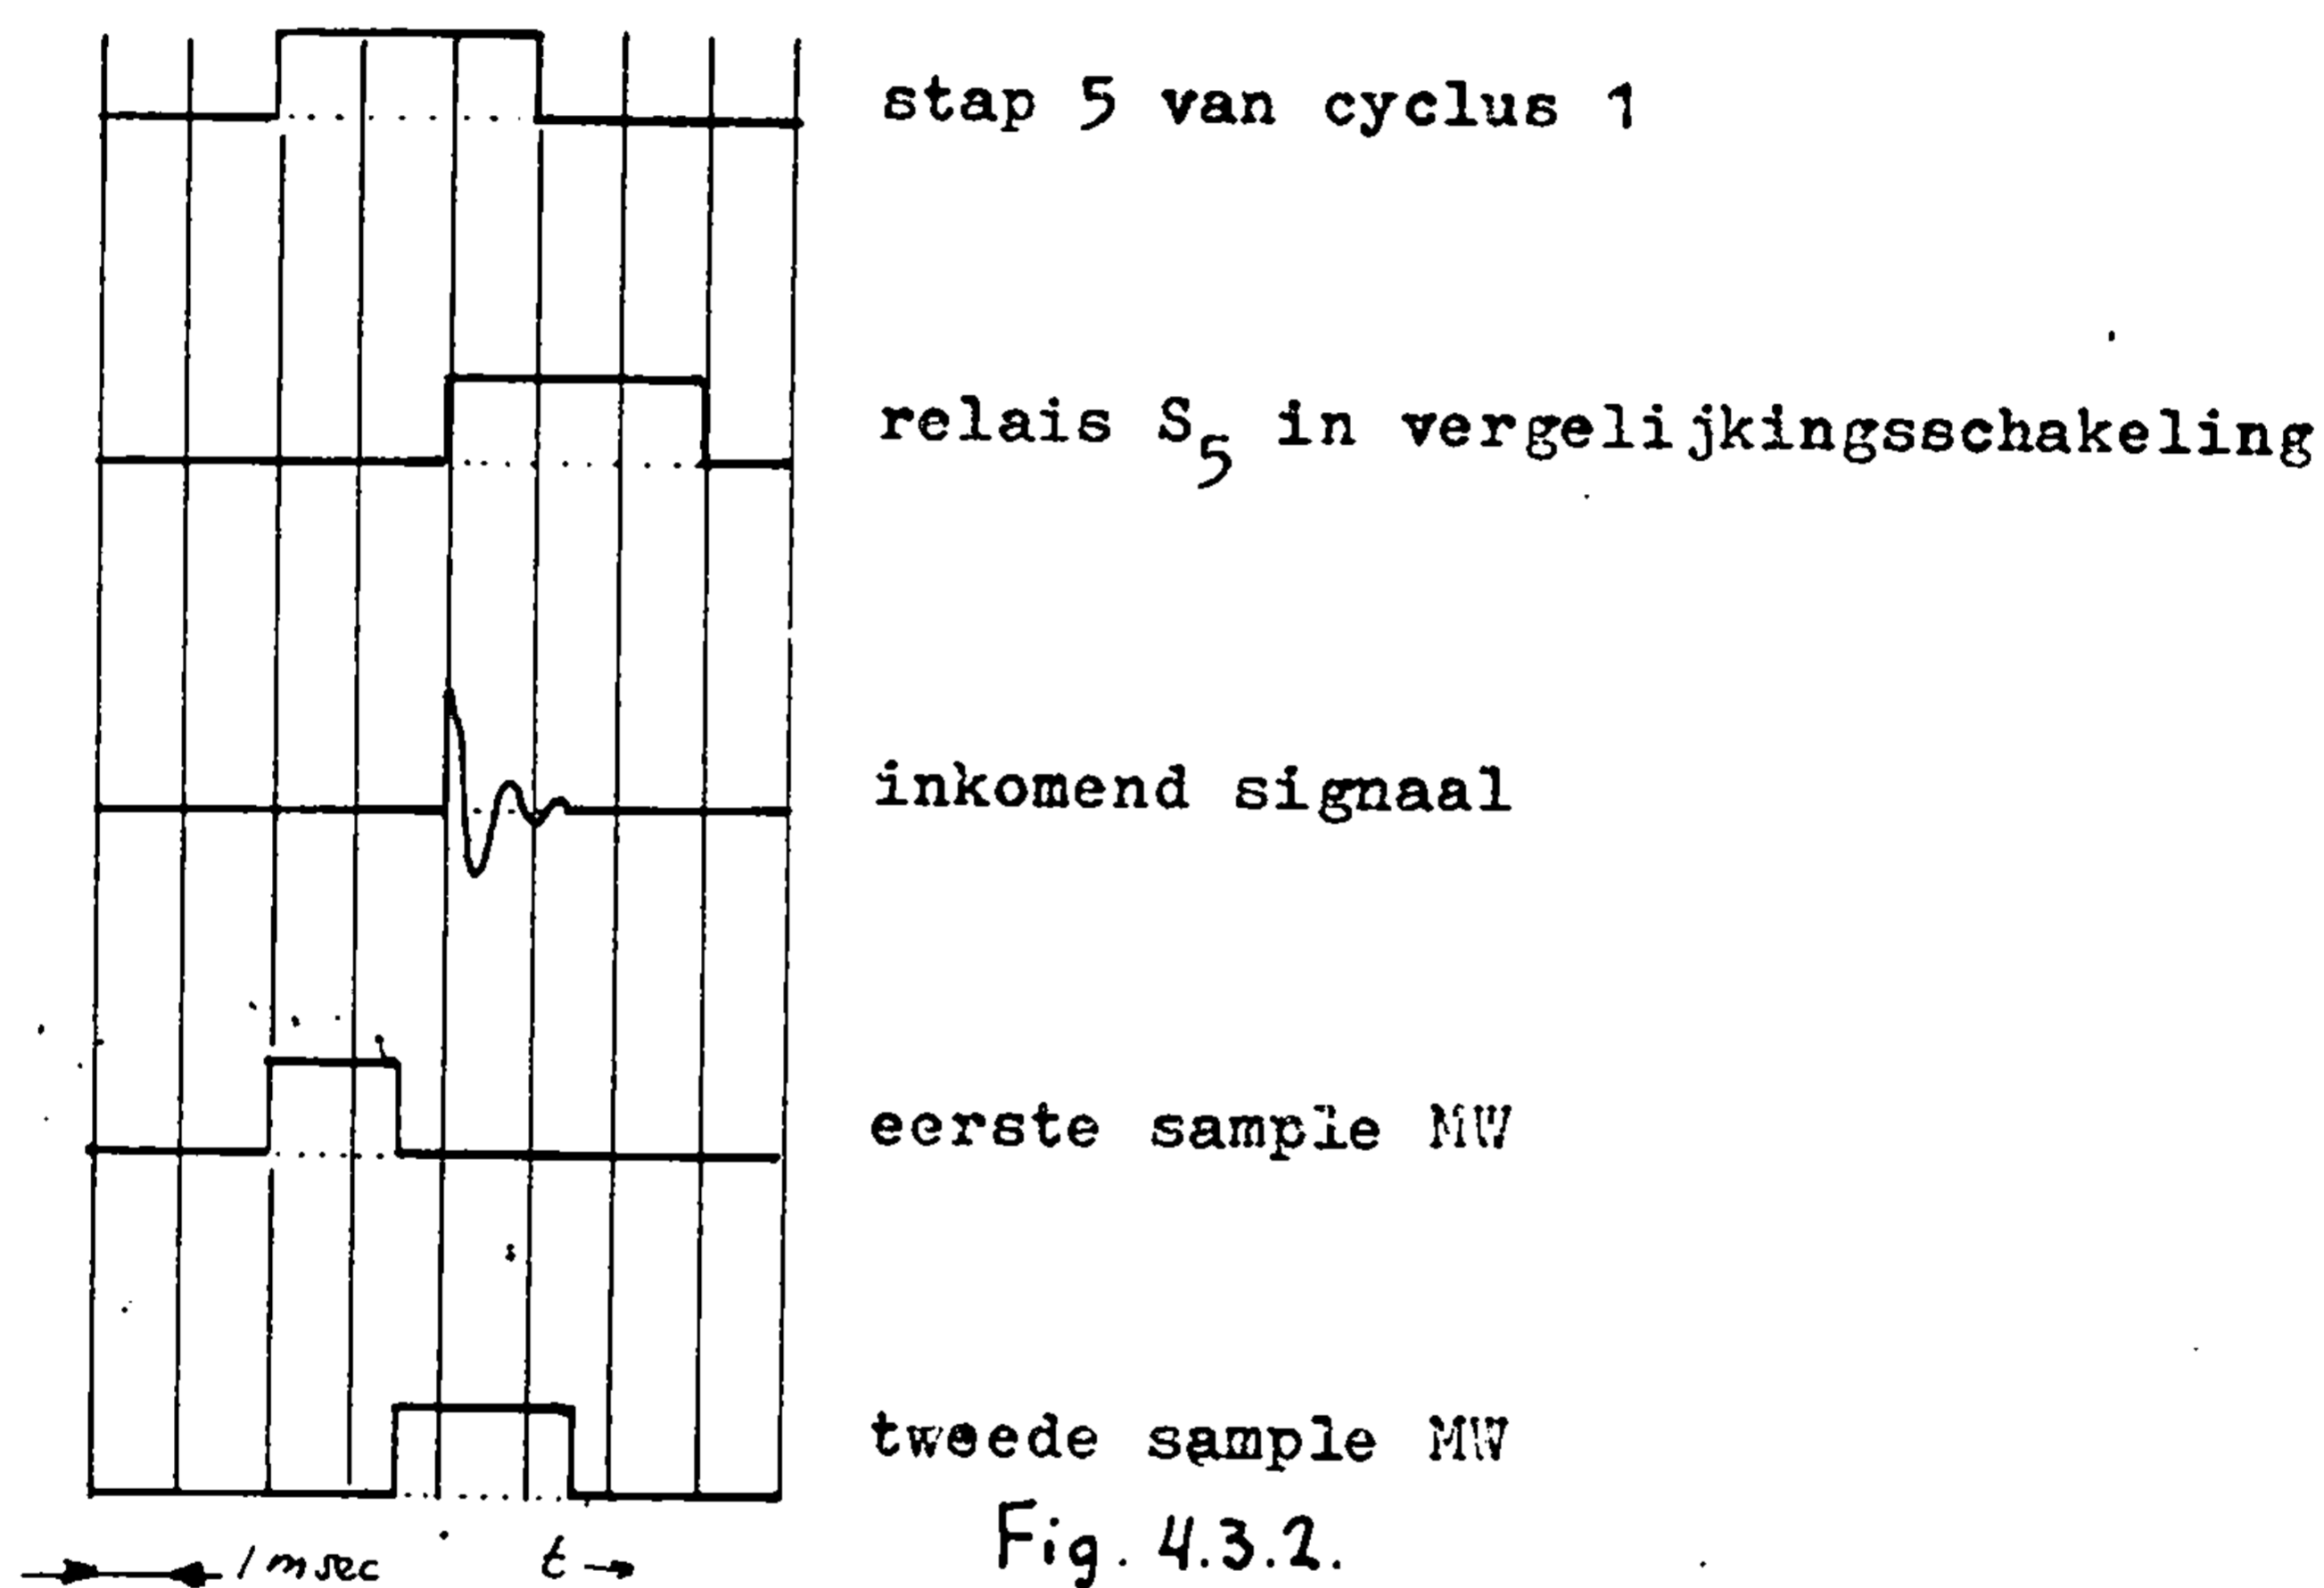 stap 5 van cyclus 1
relais S5 in vergelijkingsschakeling
inkomend signaal
eerste sample MW
tweede sample MW
1 msec
t →
Fig. 4.3.2.